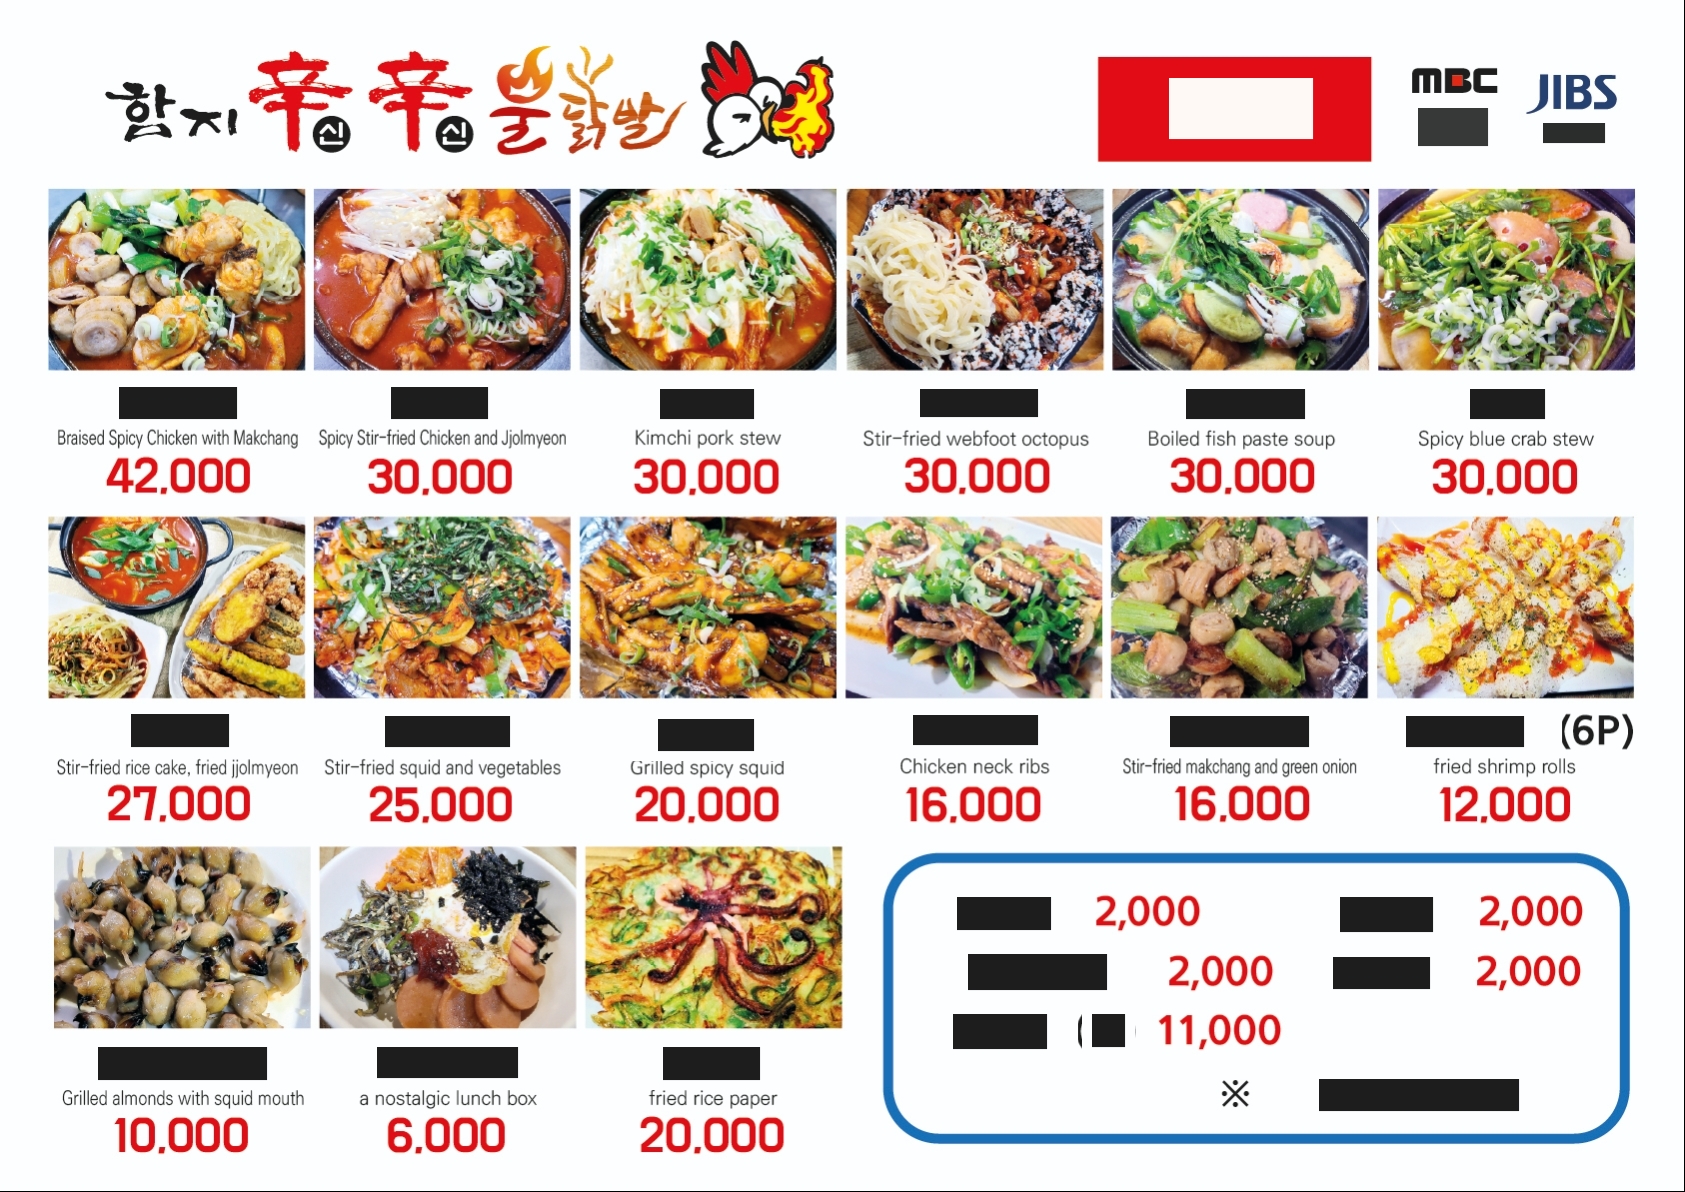 함지 辛신 辛신 불닭발
MBC JIBS
Braised Spicy Chicken with Makchang
42,000
Spicy Stir-fried Chicken and Jjolmyeon
30,000
Kimchi pork stew
30,000
Stir-fried webfoot octopus
30,000
Boiled fish paste soup
30,000
Spicy blue crab stew
30,000
Stir-fried rice cake, fried jjolmyeon
27,000
Stir-fried squid and vegetables
25,000
Grilled spicy squid
20,000
Chicken neck ribs
16,000
Stir-fried makchang and green onion
16,000
(6P)
fried shrimp rolls
12,000
Grilled almonds with squid mouth
10,000
a nostalgic lunch box
6,000
fried rice paper
20,000
2,000 2,000
2,000 2,000
( 11,000
※